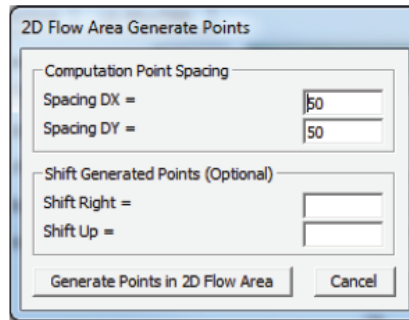 2D Flow Area Generate Points
Computation Point Spacing
Spacing DX = 50
Spacing DY = 50
Shift Generated Points (Optional)
Shift Right =
Shift Up =
Generate Points in 2D Flow Area Cancel